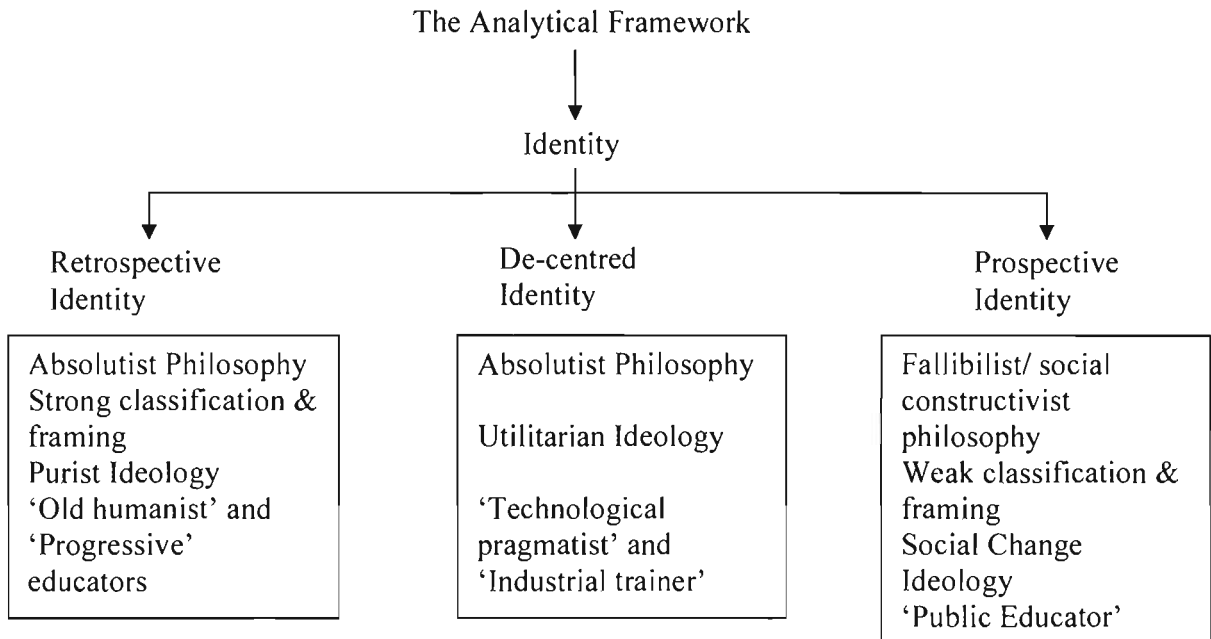 The Analytical Framework
Identity
Retrospective
Identity
De-centred
Identity
Prospective
Identity
Absolutist Philosophy
Strong classification &
framing
Purist Ideology
‘Old humanist’ and
‘Progressive’
educators
Absolutist Philosophy
Utilitarian Ideology
‘Technological
pragmatist’ and
‘Industrial trainer’
Fallibilist/ social
constructivist
philosophy
Weak classification &
framing
Social Change
Ideology
‘Public Educator’